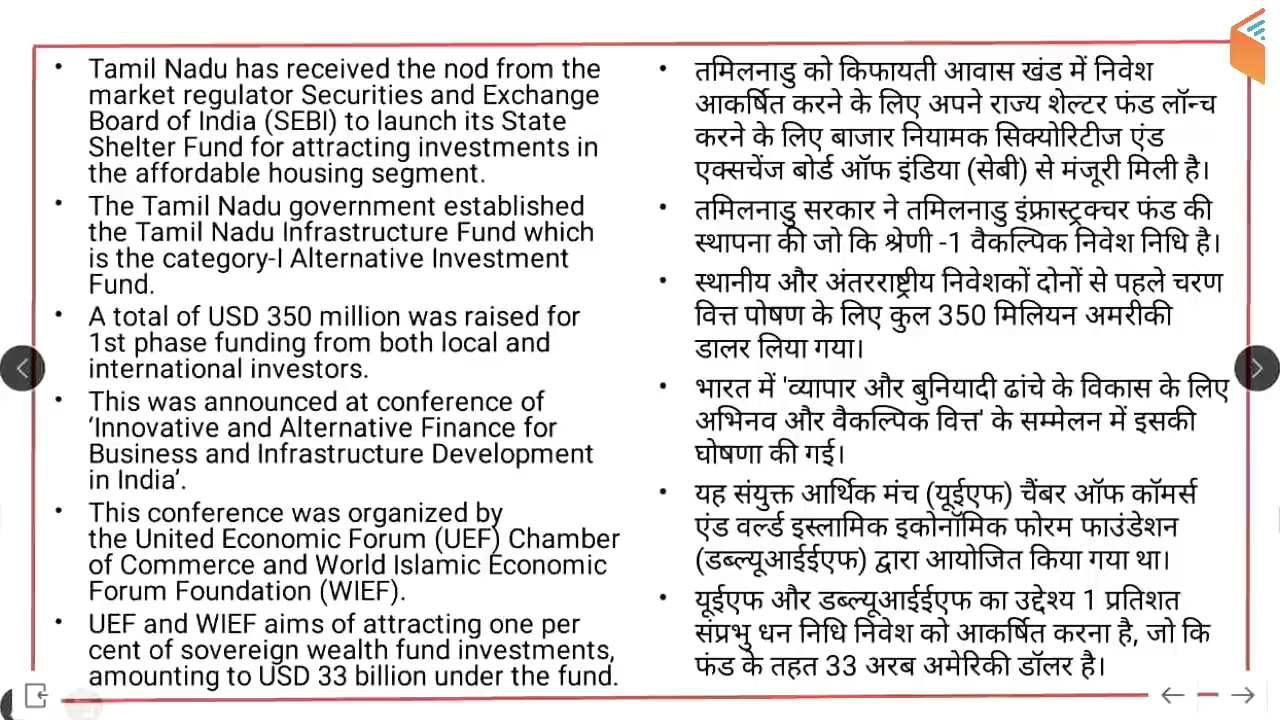 • Tamil Nadu has received the nod from the
market regulator Securities and Exchange
Board of India (SEBI) to launch its State
Shelter Fund for attracting investments in
the affordable housing segment.
• The Tamil Nadu government established
the Tamil Nadu Infrastructure Fund which
is the category-I Alternative Investment
Fund.
• A total of USD 350 million was raised for
1st phase funding from both local and
international investors.
• This was announced at conference of
‘Innovative and Alternative Finance for
Business and Infrastructure Development
in India’.
• This conference was organized by
the United Economic Forum (UEF) Chamber
of Commerce and World Islamic Economic
Forum Foundation (WIEF).
• UEF and WIEF aims of attracting one per
cent of sovereign wealth fund investments,
amounting to USD 33 billion under the fund.
• तमिलनाडु को किफायती आवास खंड में निवेश
आकर्षित करने के लिए अपने राज्य शेल्टर फंड लॉन्च
करने के लिए बाजार नियामक सिक्योरिटीज एंड
एक्सचेंज बोर्ड ऑफ इंडिया (सेबी) से मंजूरी मिली है।
• तमिलनाडु सरकार ने तमिलनाडु इंफ्रास्ट्रक्चर फंड की
स्थापना की जो कि श्रेणी -1 वैकल्पिक निवेश निधि है।
• स्थानीय और अंतरराष्ट्रीय निवेशकों दोनों से पहले चरण
वित्त पोषण के लिए कुल 350 मिलियन अमरीकी
डालर लिया गया।
• भारत में 'व्यापार और बुनियादी ढांचे के विकास के लिए
अभिनव और वैकल्पिक वित्त' के सम्मेलन में इसकी
घोषणा की गई।
• यह संयुक्त आर्थिक मंच (यूईएफ) चैंबर ऑफ कॉमर्स
एंड वर्ल्ड इस्लामिक इकोनॉमिक फोरम फाउंडेशन
(डब्ल्यूआईईएफ) द्वारा आयोजित किया गया था।
• यूईएफ और डब्ल्यूआईईएफ का उद्देश्य 1 प्रतिशत
संप्रभु धन निधि निवेश को आकर्षित करना है, जो कि
फंड के तहत 33 अरब अमेरिकी डॉलर है।